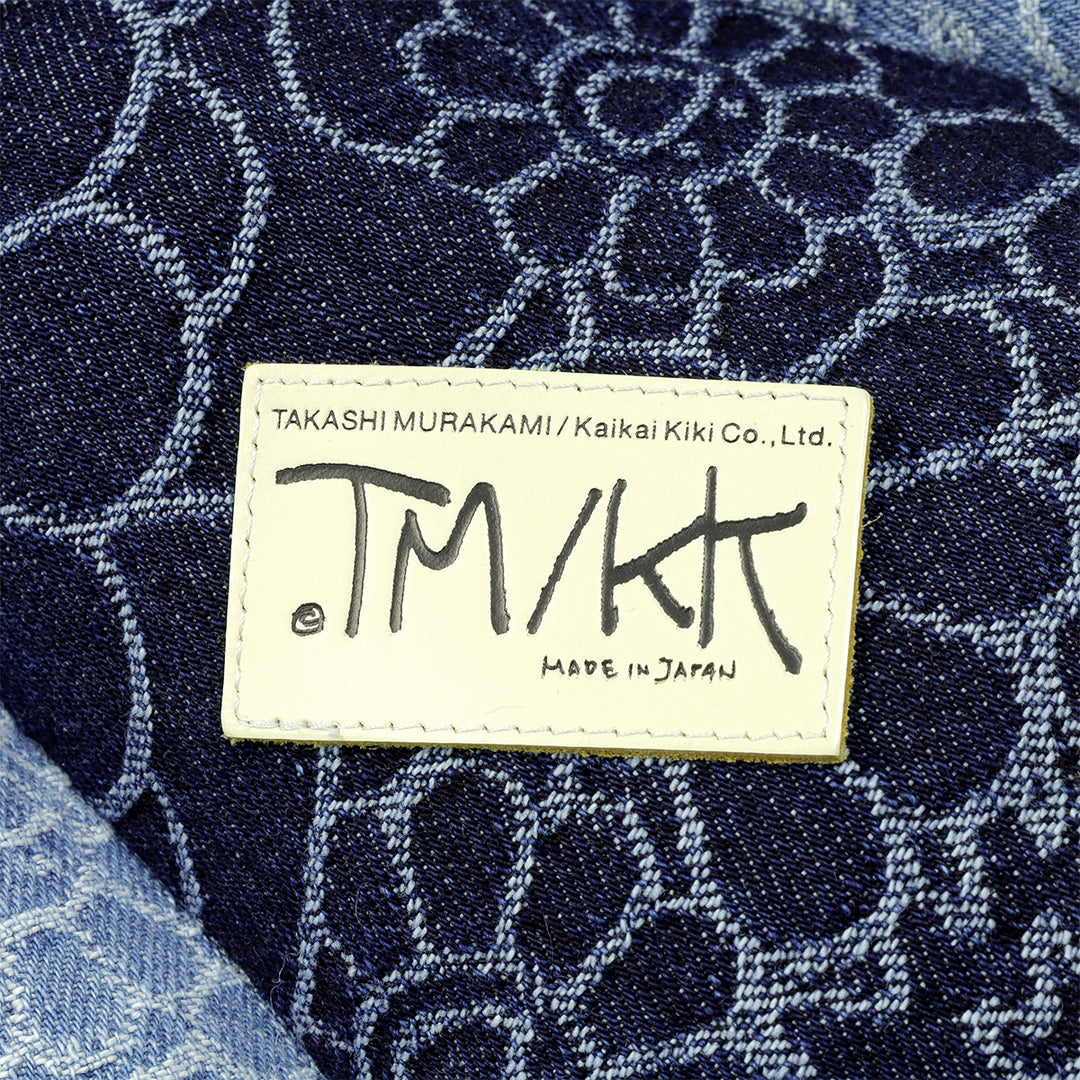 TAKASHI MURAKAMI / Kaikai Kiki Co., Ltd.
©TM/KK
MADE IN JAPAN